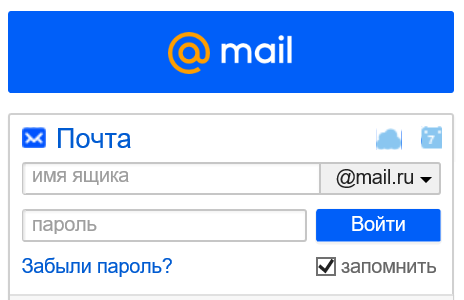 @mail
Почта
7
имя ящика
@mail.ru
пароль
Войти
Забыли пароль?
запомнить